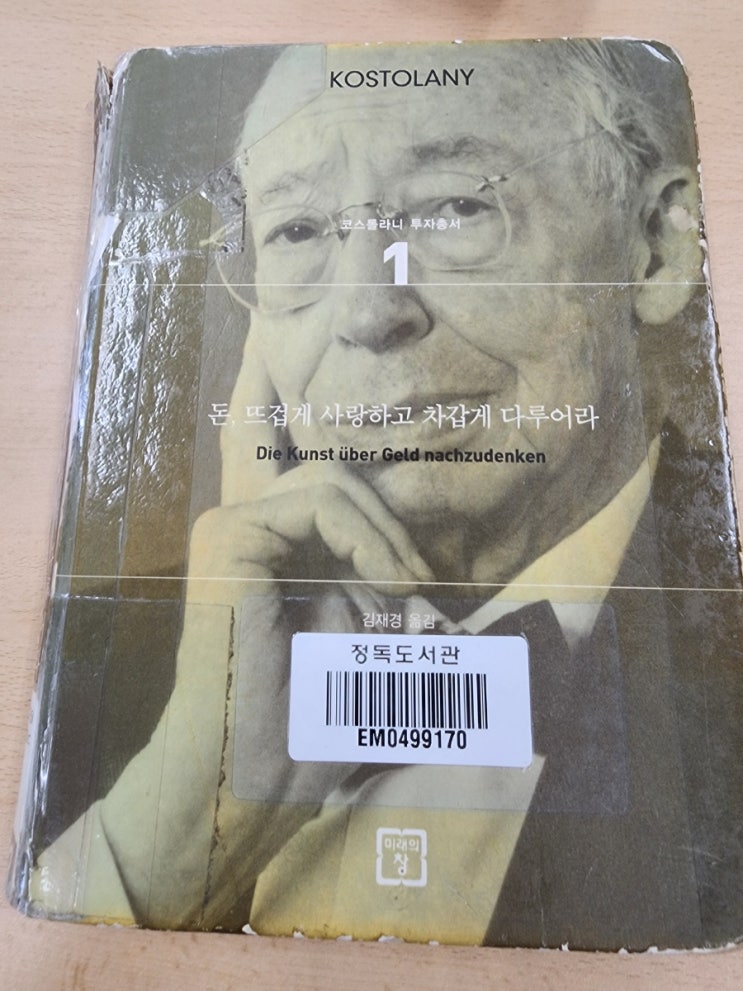 KOSTOLANY
코스톨라니 투자총서
1
돈, 뜨겁게 사랑하고 차갑게 다루어라
Die Kunst über Geld nachzudenken
김재경 옮김
정독도서관
EM0499170
미래의
창